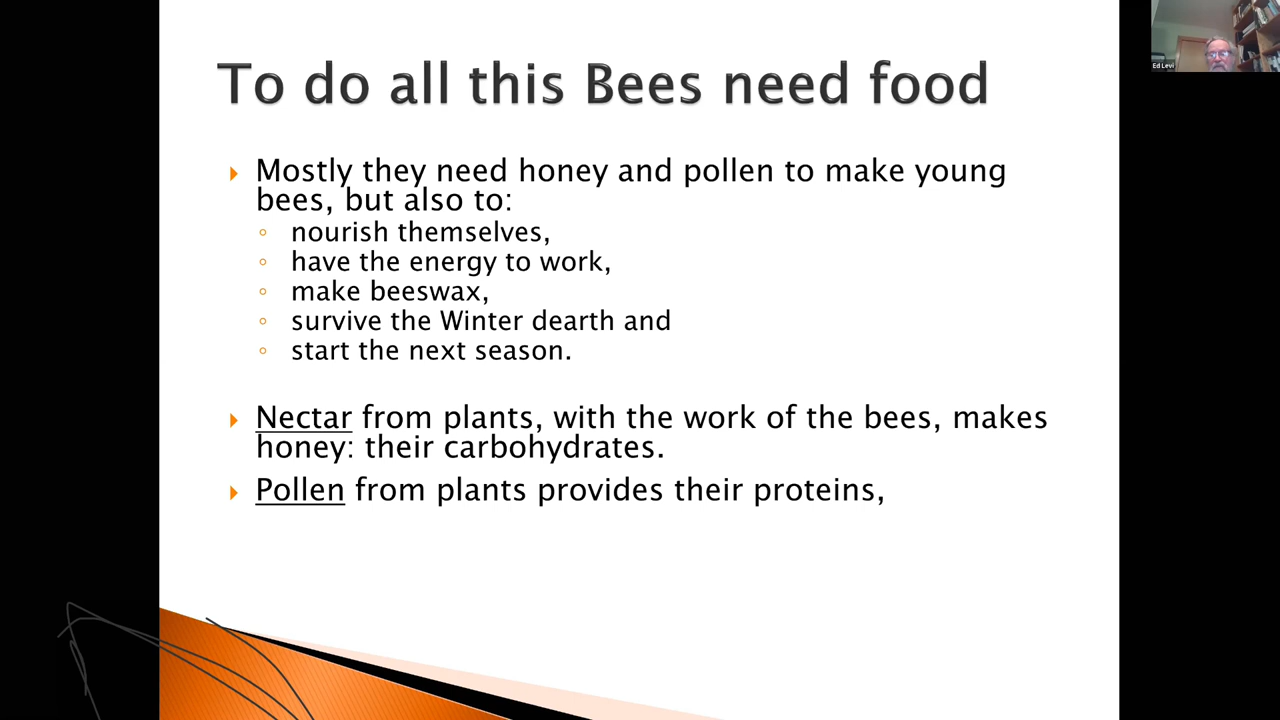 To do all this Bees need food
Ed Levi
Mostly they need honey and pollen to make young
bees, but also to:
nourish themselves,
have the energy to work,
make beeswax,
survive the Winter dearth and
start the next season.
Nectar from plants, with the work of the bees, makes
honey: their carbohydrates.
Pollen from plants provides their proteins,